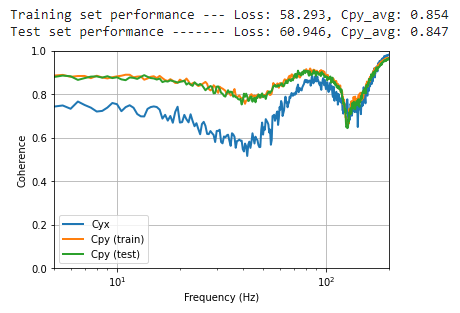 Training set performance --- Loss: 58.293, Cpy_avg: 0.854
Test set performance ------- Loss: 60.946, Cpy_avg: 0.847
1.0
0.8
0.6
0.4
0.2
0.0
Coherence
Cyx
Cpy (train)
Cpy (test)
10¹
10²
Frequency (Hz)